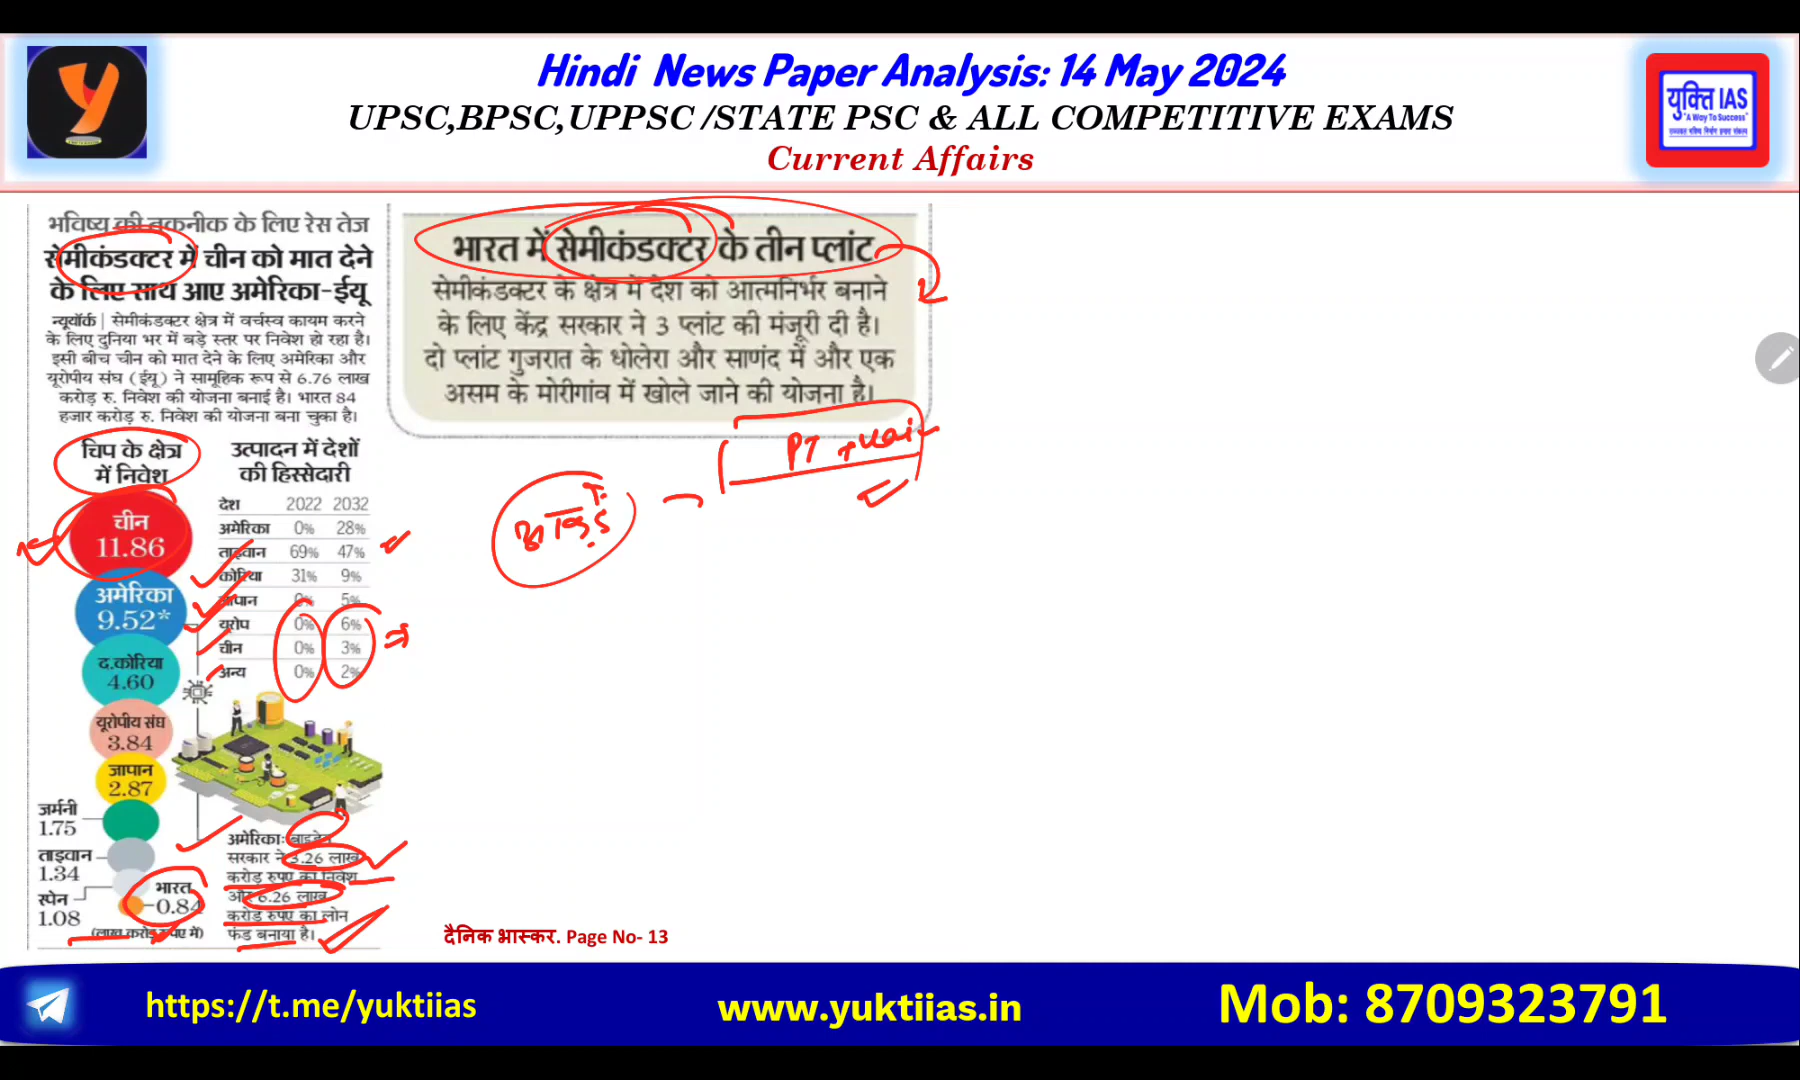 Hindi News Paper Analysis: 14 May 2024
UPSC,BPSC,UPPSC /STATE PSC & ALL COMPETITIVE EXAMS
Current Affairs
युक्ति IAS
"A Way To Success"
भविष्य की तकनीक के लिए रेस तेज
सेमीकंडक्टर में चीन को मात देने
के लिए साथ आए अमेरिका-ईयू
न्यूयॉर्क | सेमीकंडक्टर क्षेत्र में वर्चस्व कायम करने
के लिए दुनिया भर में बड़े स्तर पर निवेश हो रहा है।
इसी बीच चीन को मात देने के लिए अमेरिका और
यूरोपीय संघ (ईयू) ने सामूहिक रूप से 6.76 लाख
करोड़ रु. निवेश की योजना बनाई है। भारत 84
हजार करोड़ रु. निवेश की योजना बना चुका है।
चिप के क्षेत्र
में निवेश
चीन
11.86
अमेरिका
9.52*
द.कोरिया
4.60
यूरोपीय संघ
3.84
जापान
2.87
जर्मनी
1.75
ताइवान
1.34
स्पेन
1.08
भारत
0.84
(लाख करोड़ रुपए में)
उत्पादन में देशों
की हिस्सेदारी
देश 2022 2032
अमेरिका 0% 28%
ताइवान 69% 47%
कोरिया 31% 9%
जापान 0% 5%
यूरोप 0% 6%
चीन 0% 3%
अन्य 0% 2%
अमेरिका: बाइडेन
सरकार ने 3.26 लाख
करोड़ रुपए का निवेश
और 6.26 लाख
करोड़ रुपए का लोन
फंड बनाया है।
भारत में सेमीकंडक्टर के तीन प्लांट
सेमीकंडक्टर के क्षेत्र में देश को आत्मनिर्भर बनाने
के लिए केंद्र सरकार ने 3 प्लांट की मंजूरी दी है।
दो प्लांट गुजरात के धोलेरा और साणंद में और एक
असम के मोरीगांव में खोले जाने की योजना है।
PT +
दैनिक भास्कर. Page No- 13
https://t.me/yuktiias
www.yuktiias.in
Mob: 8709323791